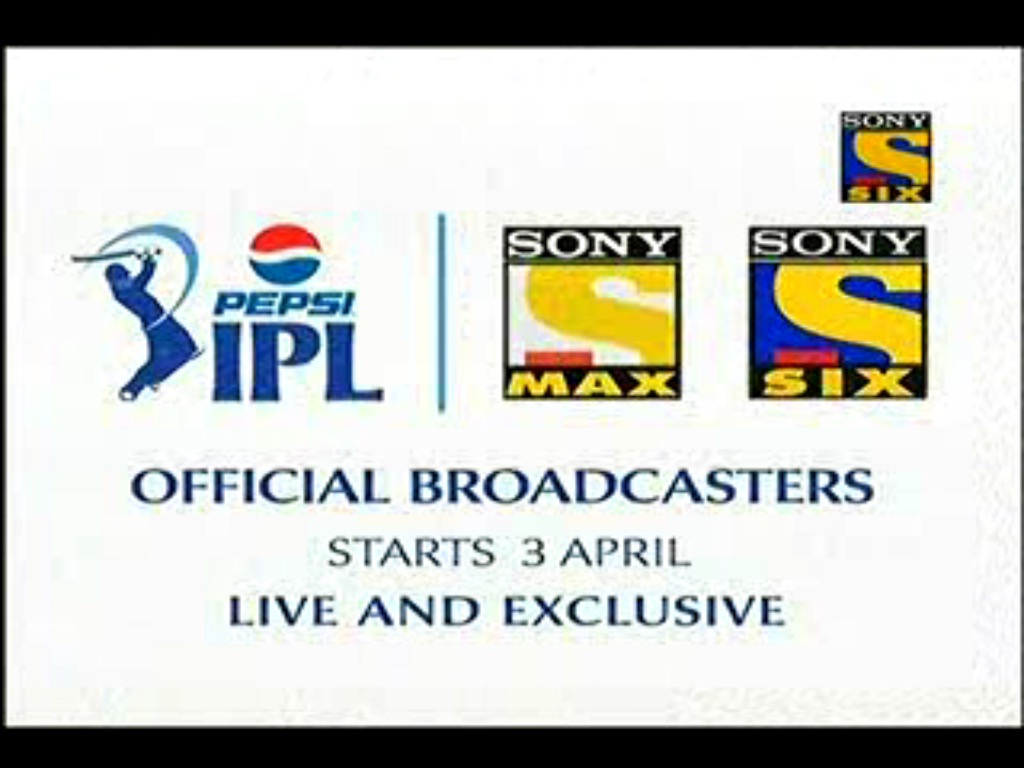 SONY
SIX
PEPSI
IPL
SONY
MAX
SONY
SIX
OFFICIAL BROADCASTERS
STARTS 3 APRIL
LIVE AND EXCLUSIVE